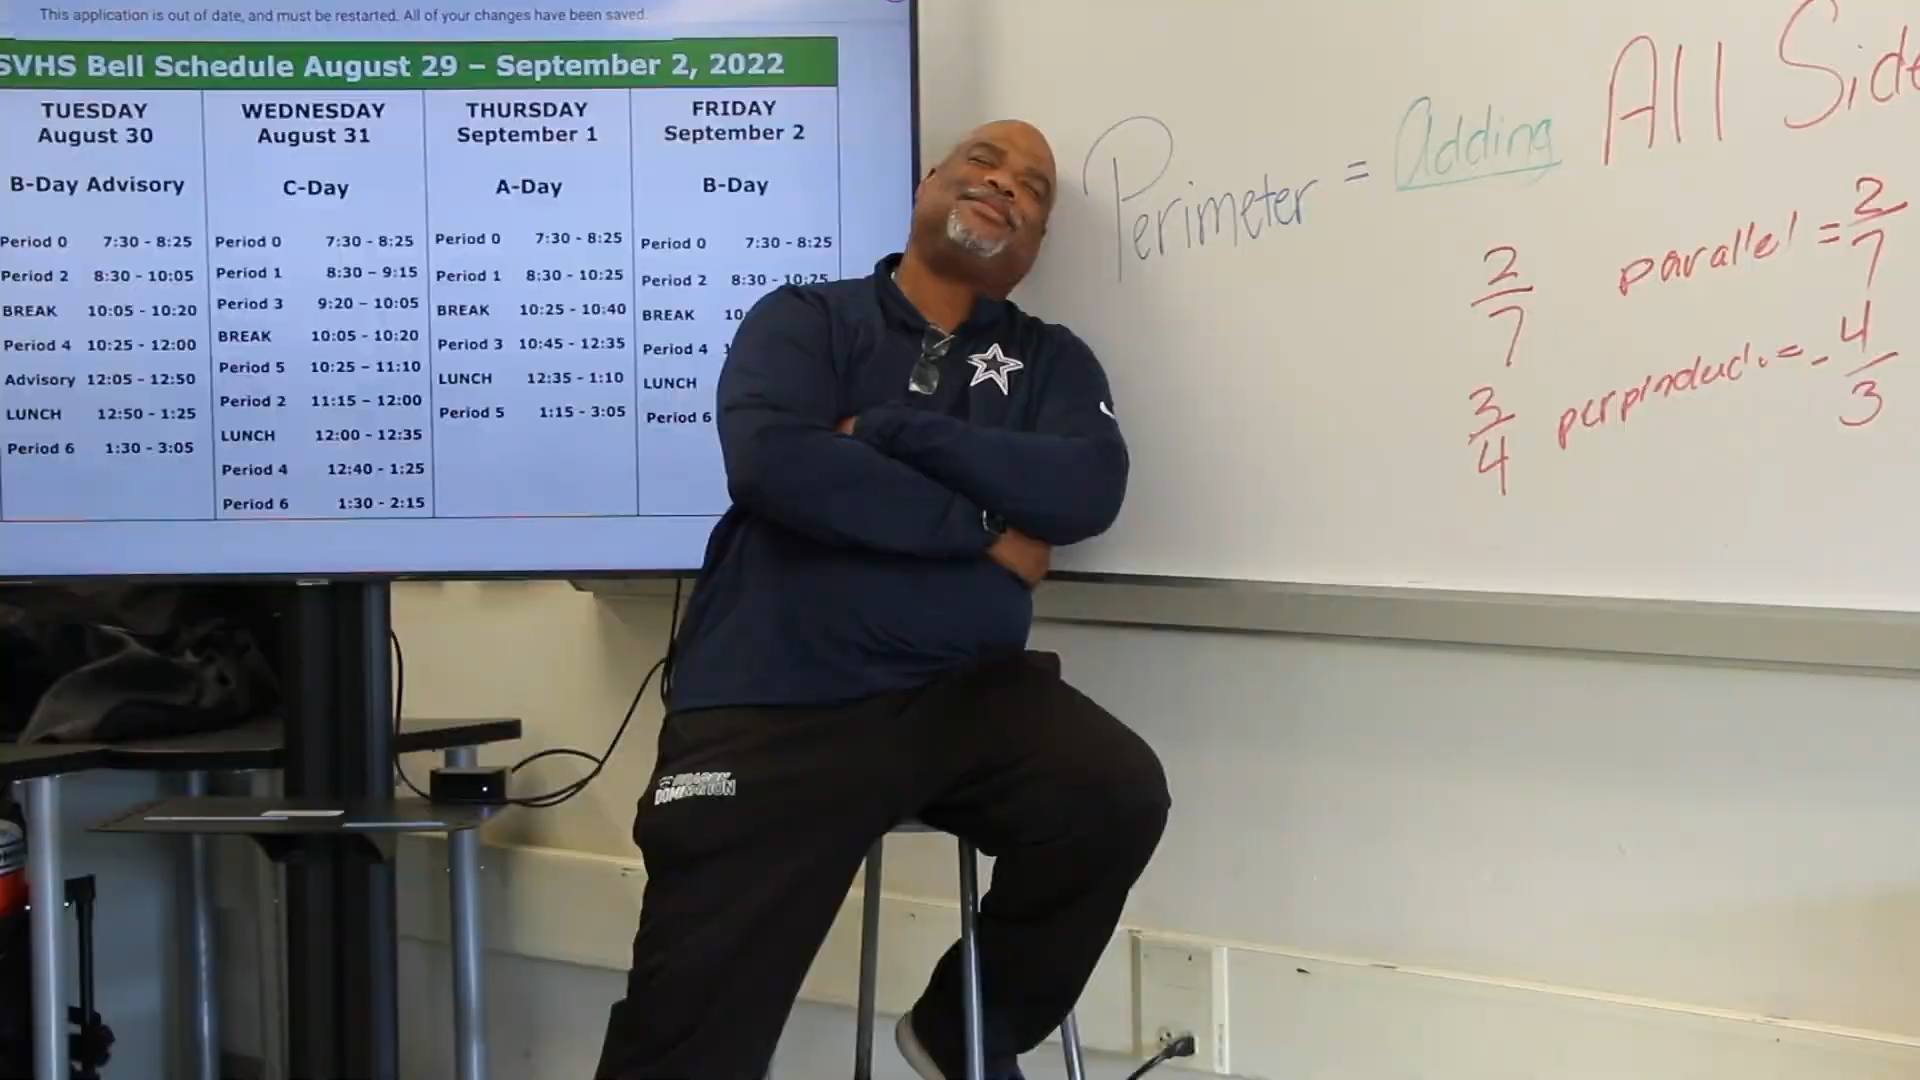 This application is out of date, and must be restarted. All of your changes have been saved.
SVHS Bell Schedule August 29 – September 2, 2022
TUESDAY
August 30
B-Day Advisory
Period 0 7:30 - 8:25
Period 2 8:30 - 10:05
BREAK 10:05 - 10:20
Period 4 10:25 - 12:00
Advisory 12:05 - 12:50
LUNCH 12:50 - 1:25
Period 6 1:30 - 3:05
WEDNESDAY
August 31
C-Day
Period 0 7:30 - 8:25
Period 1 8:30 – 9:15
Period 3 9:20 – 10:05
BREAK 10:05 - 10:20
Period 5 10:25 - 11:10
Period 2 11:15 – 12:00
LUNCH 12:00 - 12:35
Period 4 12:40 - 1:25
Period 6 1:30 - 2:15
THURSDAY
September 1
A-Day
Period 0 7:30 - 8:25
Period 1 8:30 - 10:25
BREAK 10:25 - 10:40
Period 3 10:45 - 12:35
LUNCH 12:35 - 1:10
Period 5 1:15 - 3:05
FRIDAY
September 2
B-Day
Period 0 7:30 - 8:25
Period 2 8:30 - 10:25
BREAK 10
Period 4
LUNCH
Period 6
Perimeter = Adding All Side
2/7 parallel = 2/7
3/4 perpinducl. = - 4/3